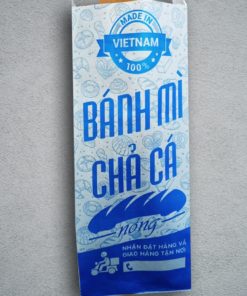 MADE IN
VIETNAM
100%
BÁNH MÌ
CHẢ CÁ
nóng
NHẬN ĐẶT HÀNG VÀ
GIAO HÀNG TẬN NƠI